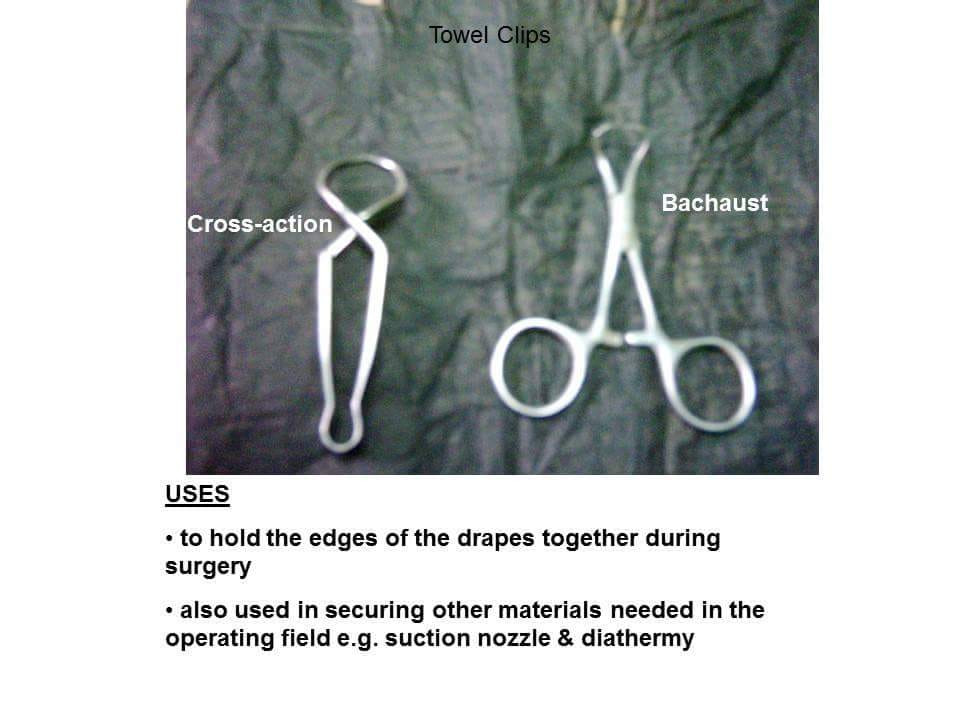 Towel Clips
Bachaust
Cross-action
USES
• to hold the edges of the drapes together during
surgery
• also used in securing other materials needed in the
operating field e.g. suction nozzle & diathermy